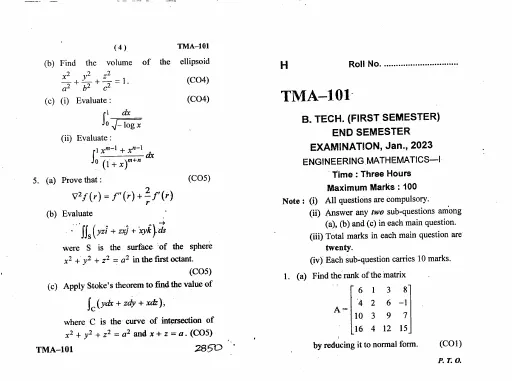 ( 4 ) TMA–101
(b) Find the volume of the ellipsoid
x²/a² + y²/b² + z²/c² = 1. (CO4)
(c) (i) Evaluate : (CO4)
∫₀¹ dx/√(– log x)
(ii) Evaluate :
∫₀¹ (x^(m–1) + x^(n–1))/(1 + x)^(m+n) dx
5. (a) Prove that : (CO5)
∇² f (r) = f″ (r) + 2/r f′ (r)
(b) Evaluate
∬_S (yzî + zxĵ + xyk̂).ds⃗
were S is the surface of the sphere
x² + y² + z² = a² in the first octant.
(CO5)
(c) Apply Stoke's theorem to find the value of
∫_C (ydx + zdy + xdz),
where C is the curve of intersection of
x² + y² + z² = a² and x + z = a. (CO5)
TMA–101 2850
H Roll No. ..............................
TMA–101
B. TECH. (FIRST SEMESTER)
END SEMESTER
EXAMINATION, Jan., 2023
ENGINEERING MATHEMATICS—I
Time : Three Hours
Maximum Marks : 100
Note : (i) All questions are compulsory.
(ii) Answer any two sub-questions among
(a), (b) and (c) in each main question.
(iii) Total marks in each main question are
twenty.
(iv) Each sub-question carries 10 marks.
1. (a) Find the rank of the matrix
6 1 3 8
A = 4 2 6 –1
10 3 9 7
16 4 12 15
by reducing it to normal form. (CO1)
P. T. O.